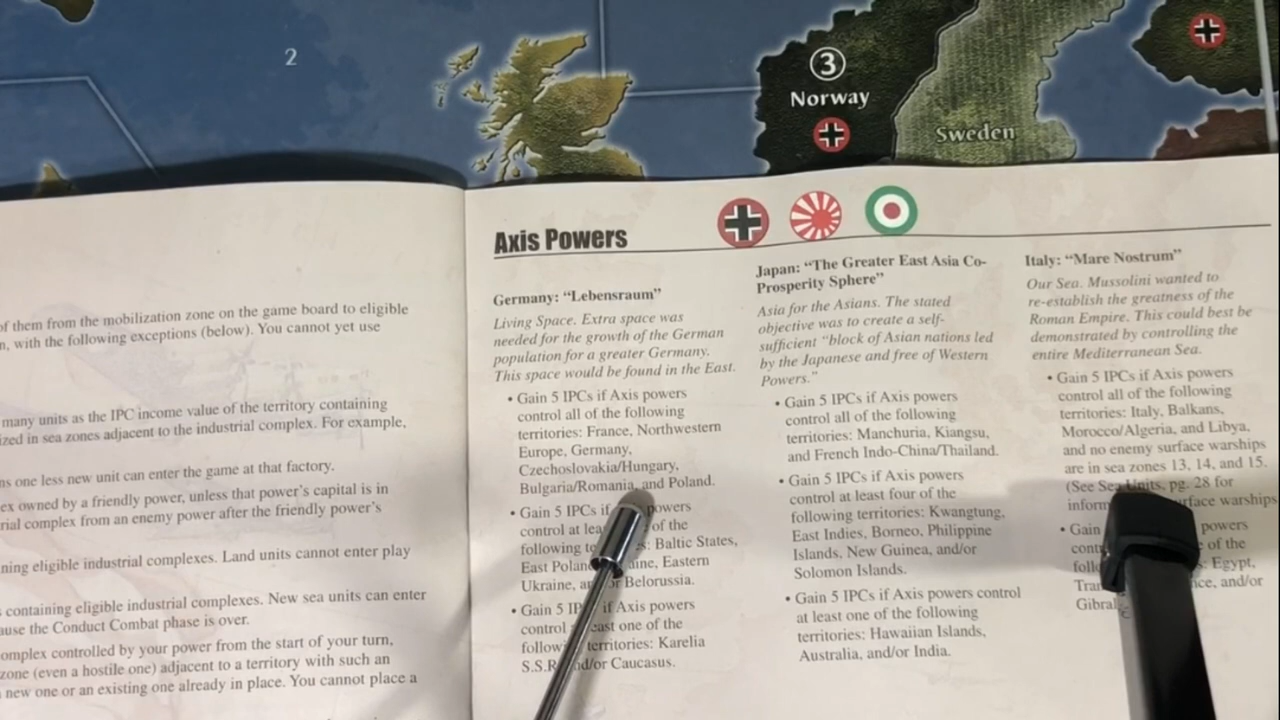 2
3
Norway
Sweden
of them from the mobilization zone on the game board to eligible
n, with the following exceptions (below). You cannot yet use
many units as the IPC income value of the territory containing
ized in sea zones adjacent to the industrial complex. For example,
ns one less new unit can enter the game at that factory.
ex owned by a friendly power, unless that power's capital is in
rial complex from an enemy power after the friendly power's
ning eligible industrial complexes. Land units cannot enter play
containing eligible industrial complexes. New sea units can enter
ause the Conduct Combat phase is over.
omplex controlled by your power from the start of your turn,
zone (even a hostile one) adjacent to a territory with such an
new one or an existing one already in place. You cannot place a
Axis Powers
Germany: “Lebensraum”
Living Space. Extra space was
needed for the growth of the German
population for a greater Germany.
This space would be found in the East.
• Gain 5 IPCs if Axis powers
control all of the following
territories: France, Northwestern
Europe, Germany,
Czechoslovakia/Hungary,
Bulgaria/Romania, and Poland.
• Gain 5 IPCs if powers
control at of the
following Baltic States,
East Eastern
Ukraine, Belorussia.
• Gain 5 if Axis powers
control one of the
territories: Karelia
Caucasus.
Japan: “The Greater East Asia Co-
Prosperity Sphere”
Asia for the Asians. The stated
objective was to create a self-
sufficient “block of Asian nations led
by the Japanese and free of Western
Powers.”
• Gain 5 IPCs if Axis powers
control all of the following
territories: Manchuria, Kiangsu,
and French Indo-China/Thailand.
• Gain 5 IPCs if Axis powers
control at least four of the
following territories: Kwangtung,
East Indies, Borneo, Philippine
Islands, New Guinea, and/or
Solomon Islands.
• Gain 5 IPCs if Axis powers control
at least one of the following
territories: Hawaiian Islands,
Australia, and/or India.
Italy: “Mare Nostrum”
Our Sea. Mussolini wanted to
re-establish the greatness of the
Roman Empire. This could best be
demonstrated by controlling the
entire Mediterranean Sea.
• Gain 5 IPCs if Axis powers
control all of the following
territories: Italy, Balkans,
Morocco/Algeria, and Libya,
and no enemy surface warships
are in sea zones 13, 14, and 15.
(See Sea Units, pg. 28 for
warships
• Gain powers
of the
Egypt,
and/or